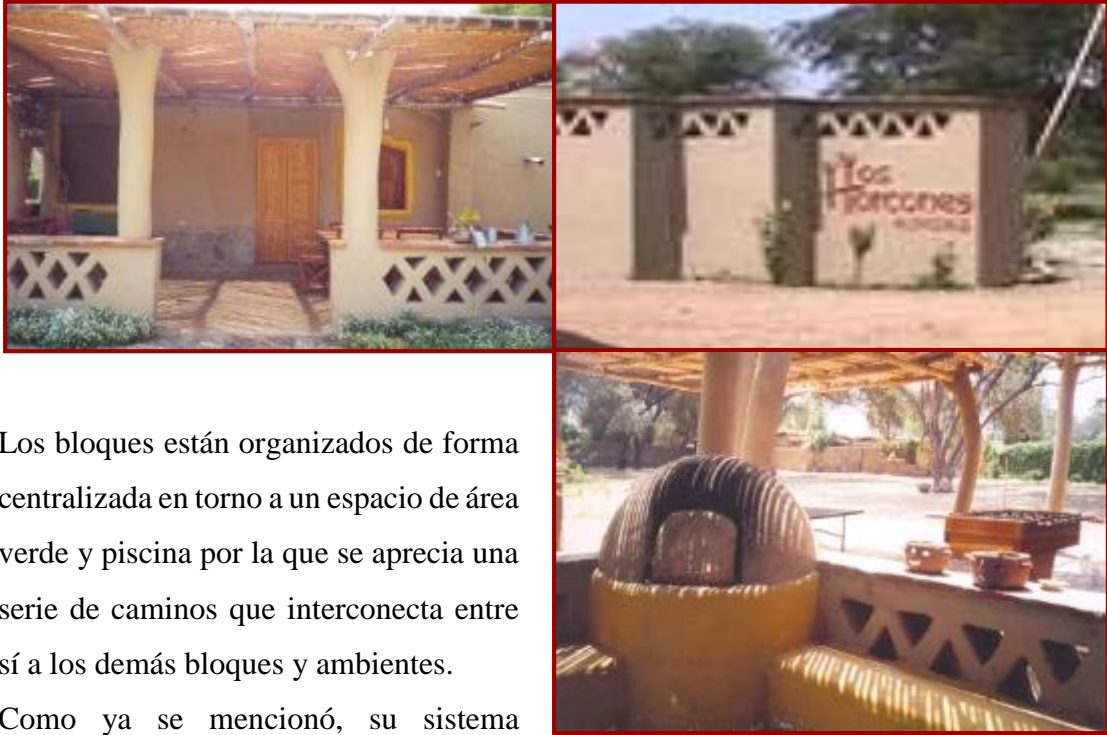 Los
Horcones
Los bloques están organizados de forma
centralizada en torno a un espacio de área
verde y piscina por la que se aprecia una
serie de caminos que interconecta entre
sí a los demás bloques y ambientes.
Como ya se mencionó, su sistema